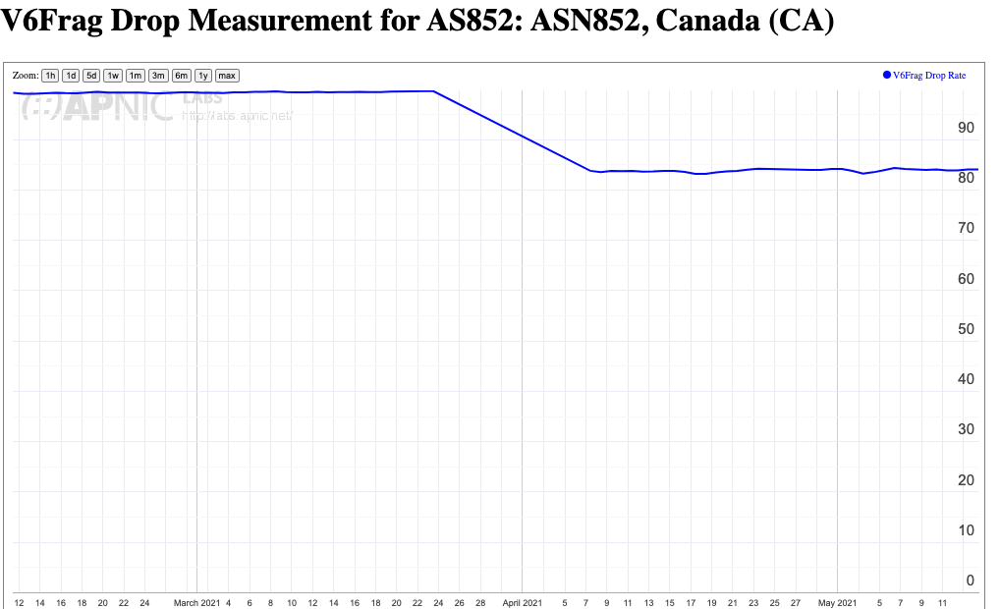 V6Frag Drop Measurement for AS852: ASN852, Canada (CA)
Zoom: 1h 1d 5d 1w 1m 3m 6m 1y max
V6Frag Drop Rate
(::) APNIC LABS
http://labs.apnic.net/
90
80
70
60
50
40
30
20
10
0
12 14 16 18 20 22 24 March 2021 4 6 8 10 12 14 16 18 20 22 24 26 28 April 2021 5 7 9 11 13 15 17 19 21 23 25 27 May 2021 5 7 9 11